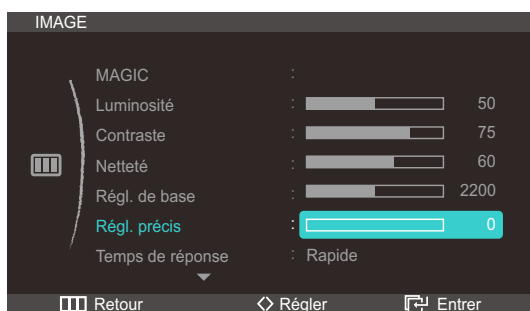 IMAGE
MAGIC :
Luminosité : 50
Contraste : 75
Netteté : 60
Régl. de base : 2200
Régl. précis : 0
Temps de réponse : Rapide
Retour Régler Entrer